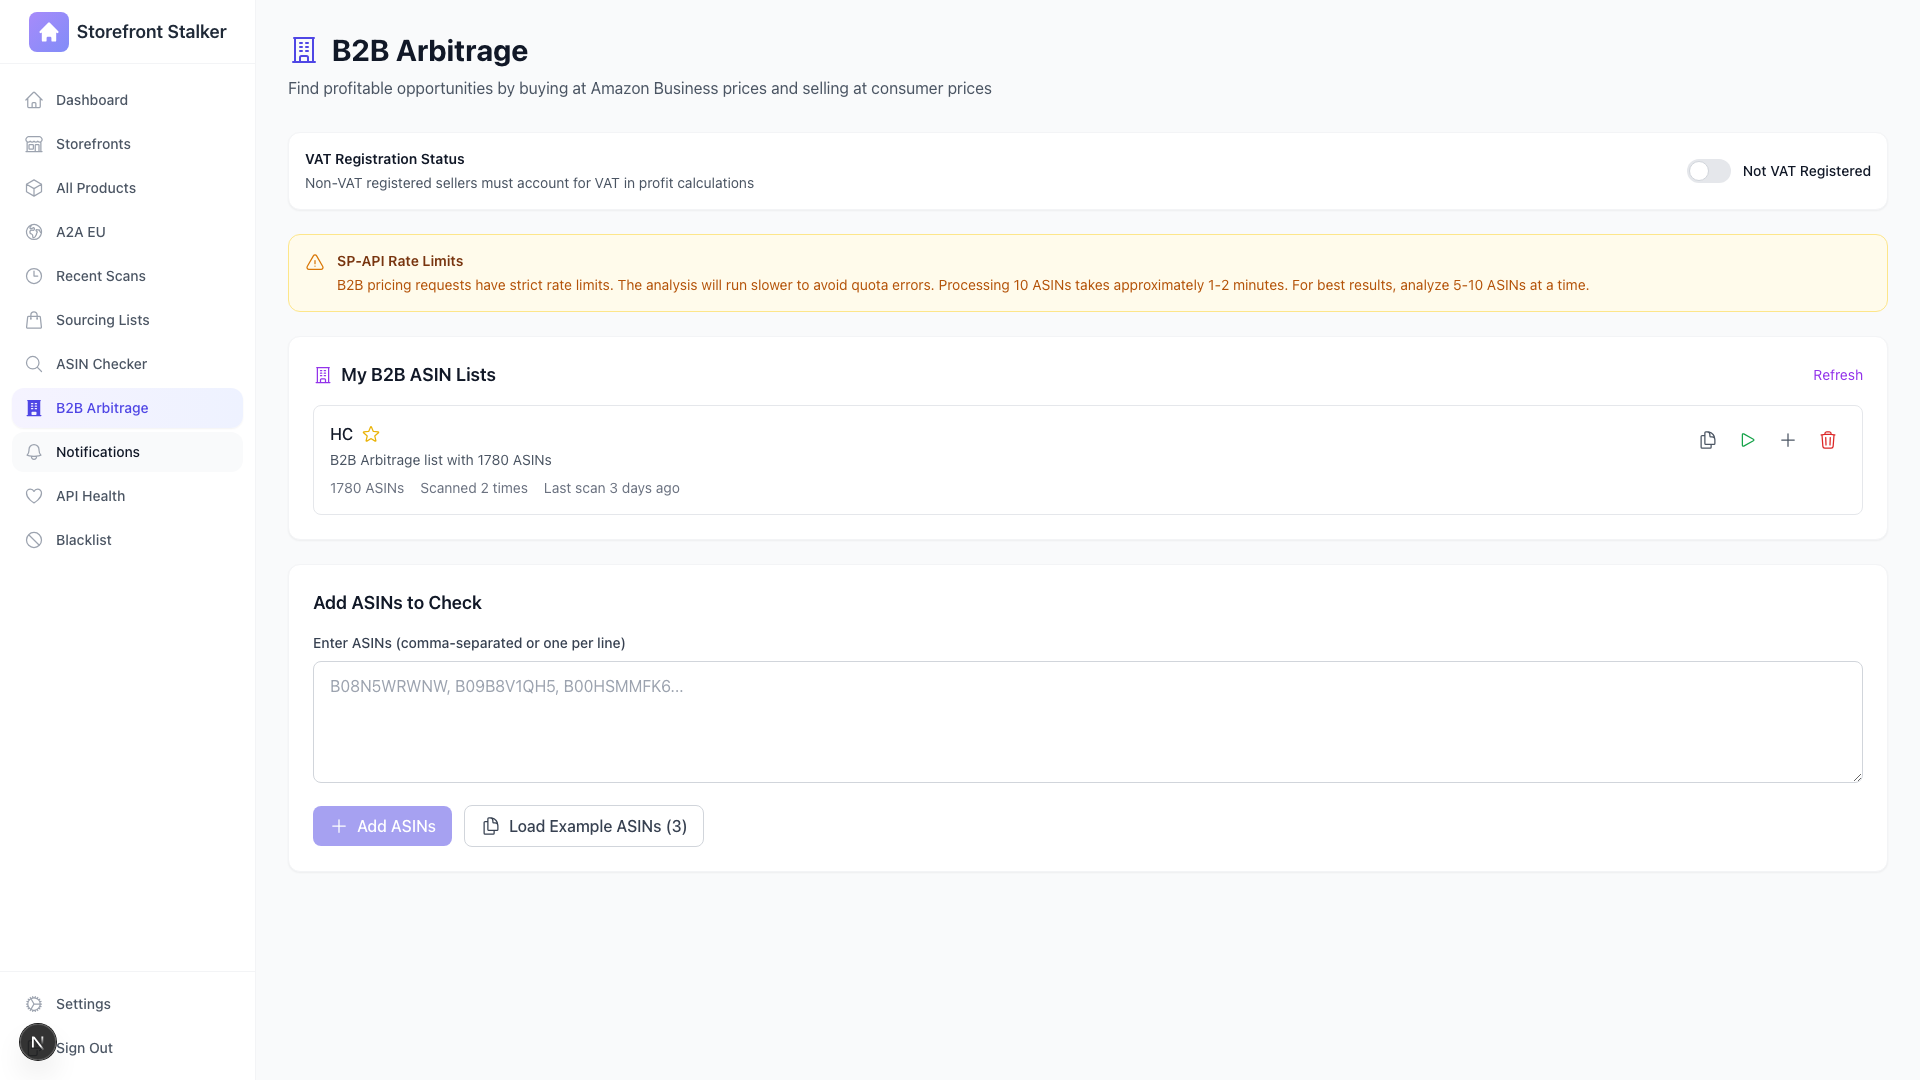 Storefront Stalker
Dashboard
Storefronts
All Products
A2A EU
Recent Scans
Sourcing Lists
ASIN Checker
B2B Arbitrage
Notifications
API Health
Blacklist
Settings
N
Sign Out
B2B Arbitrage
Find profitable opportunities by buying at Amazon Business prices and selling at consumer prices
VAT Registration Status
Non-VAT registered sellers must account for VAT in profit calculations
Not VAT Registered
SP-API Rate Limits
B2B pricing requests have strict rate limits. The analysis will run slower to avoid quota errors. Processing 10 ASINs takes approximately 1-2 minutes. For best results, analyze 5-10 ASINs at a time.
My B2B ASIN Lists
Refresh
HC
B2B Arbitrage list with 1780 ASINs
1780 ASINs Scanned 2 times Last scan 3 days ago
Add ASINs to Check
Enter ASINs (comma-separated or one per line)
B08N5WRWNW, B09B8V1QH5, B00HSMMFK6...
Add ASINs
Load Example ASINs (3)